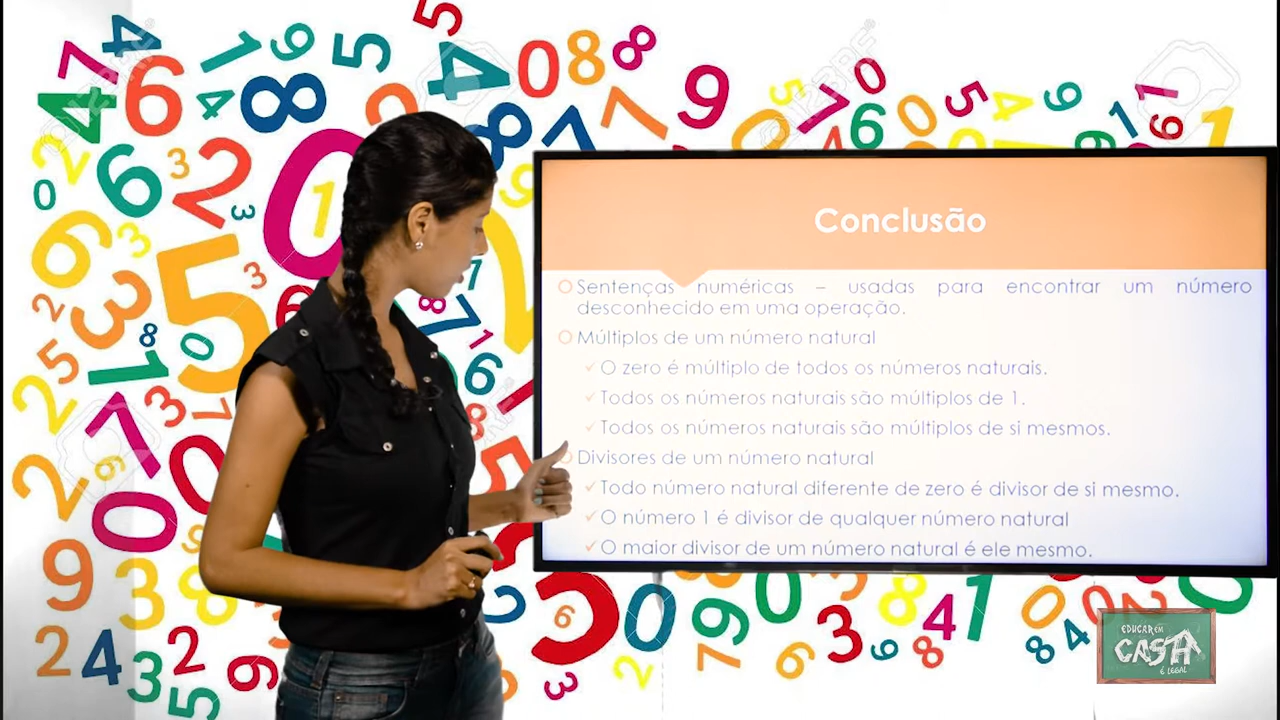 Conclusão
Sentenças numéricas – usadas para encontrar um número
desconhecido em uma operação.
Múltiplos de um número natural
O zero é múltiplo de todos os números naturais.
Todos os números naturais são múltiplos de 1.
Todos os números naturais são múltiplos de si mesmos.
Divisores de um número natural
Todo número natural diferente de zero é divisor de si mesmo.
O número 1 é divisor de qualquer número natural
O maior divisor de um número natural é ele mesmo.
EDUCAR EM
CASA
É LEGAL